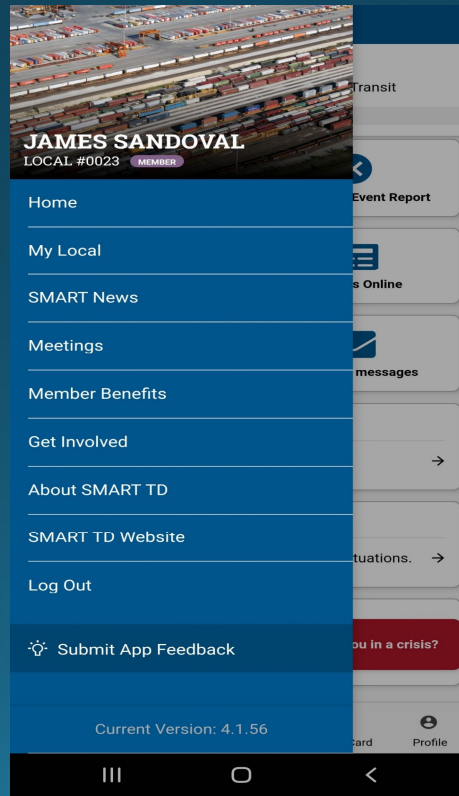 JAMES SANDOVAL
LOCAL #0023 MEMBER
Home
My Local
SMART News
Meetings
Member Benefits
Get Involved
About SMART TD
SMART TD Website
Log Out
Submit App Feedback
Current Version: 4.1.56
Transit
Event Report
s Online
messages
tuations.
ou in a crisis?
Card
Profile